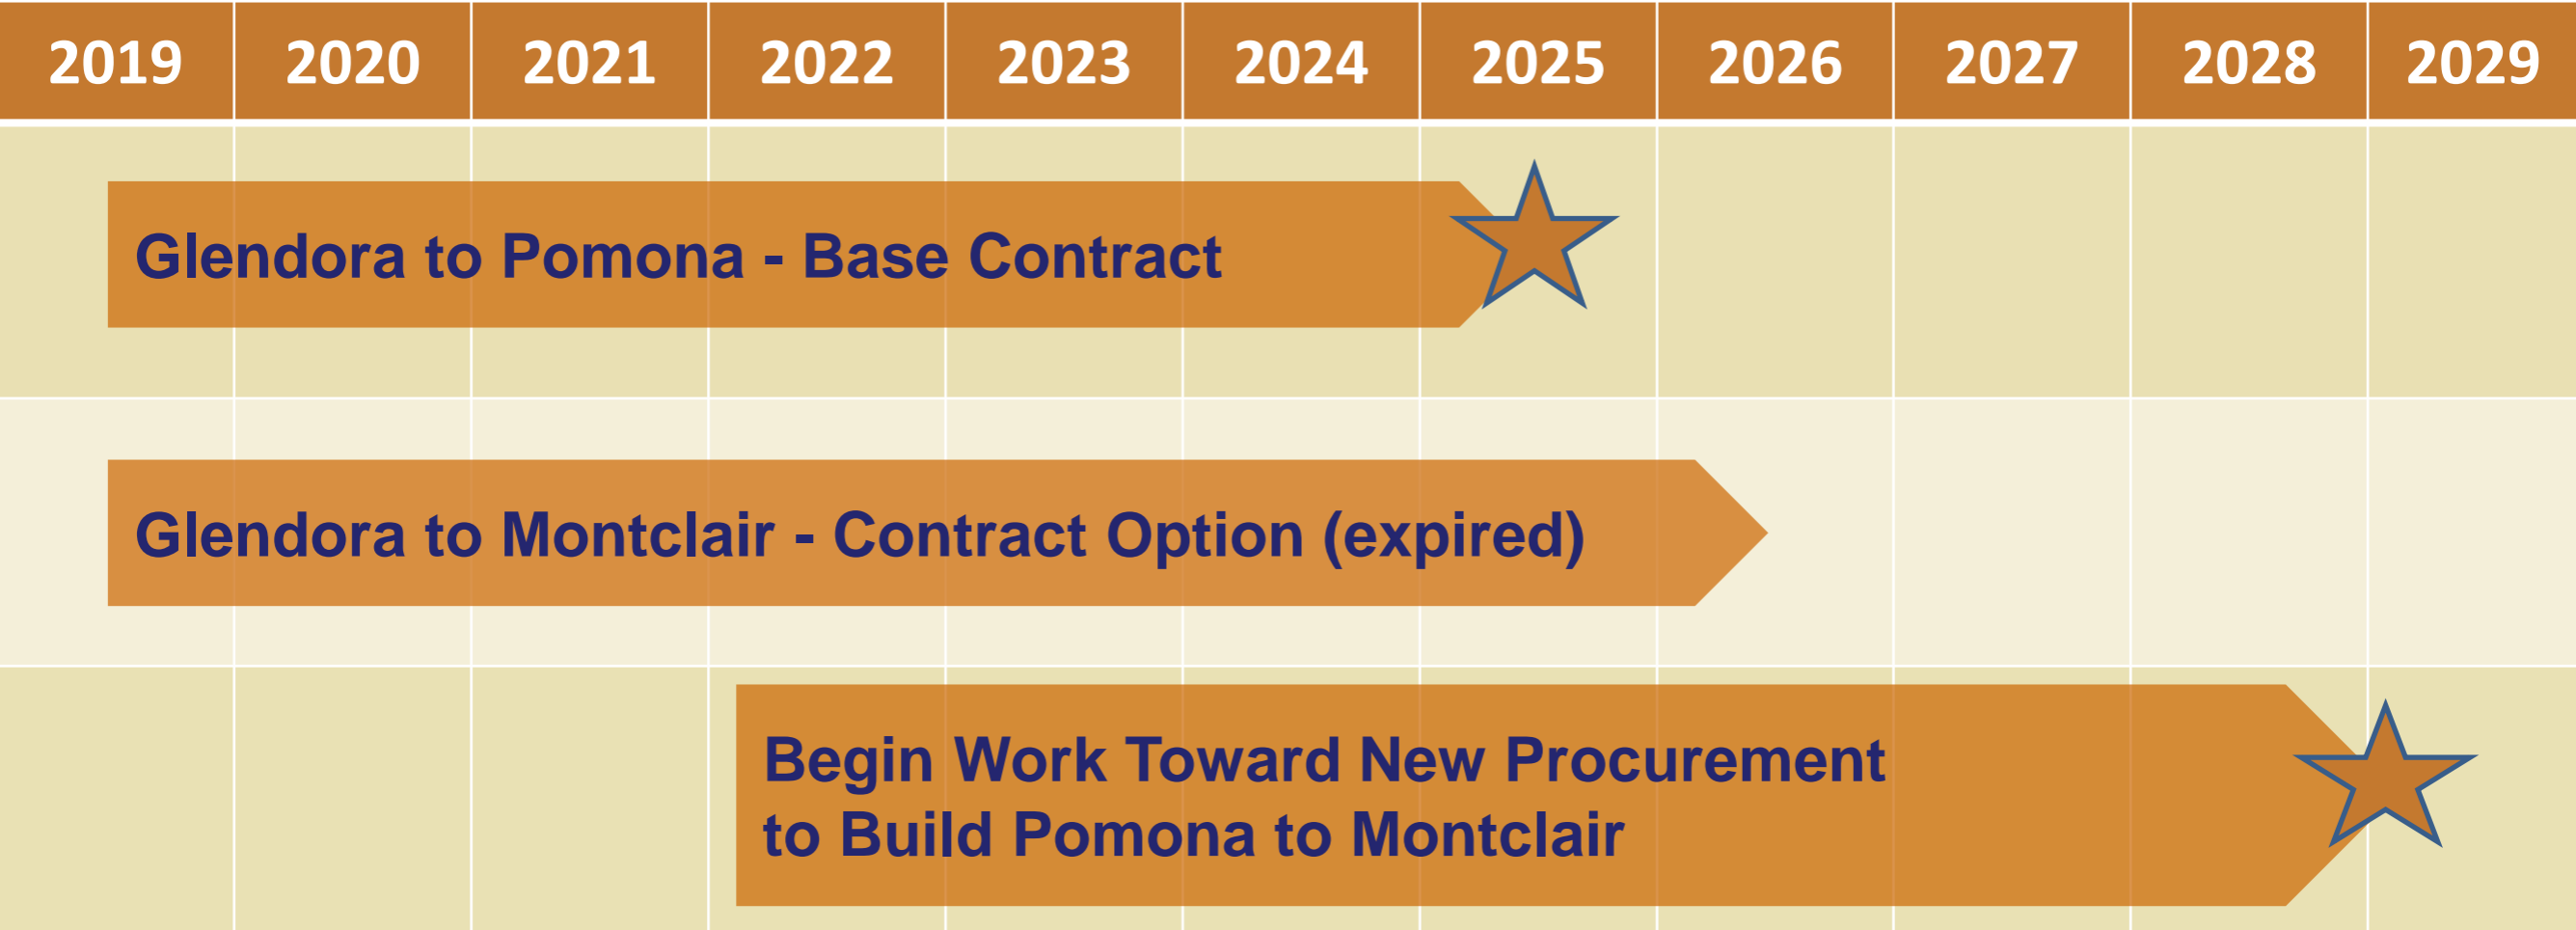 2019 2020 2021 2022 2023 2024 2025 2026 2027 2028 2029
Glendora to Pomona - Base Contract
Glendora to Montclair - Contract Option (expired)
Begin Work Toward New Procurement
to Build Pomona to Montclair